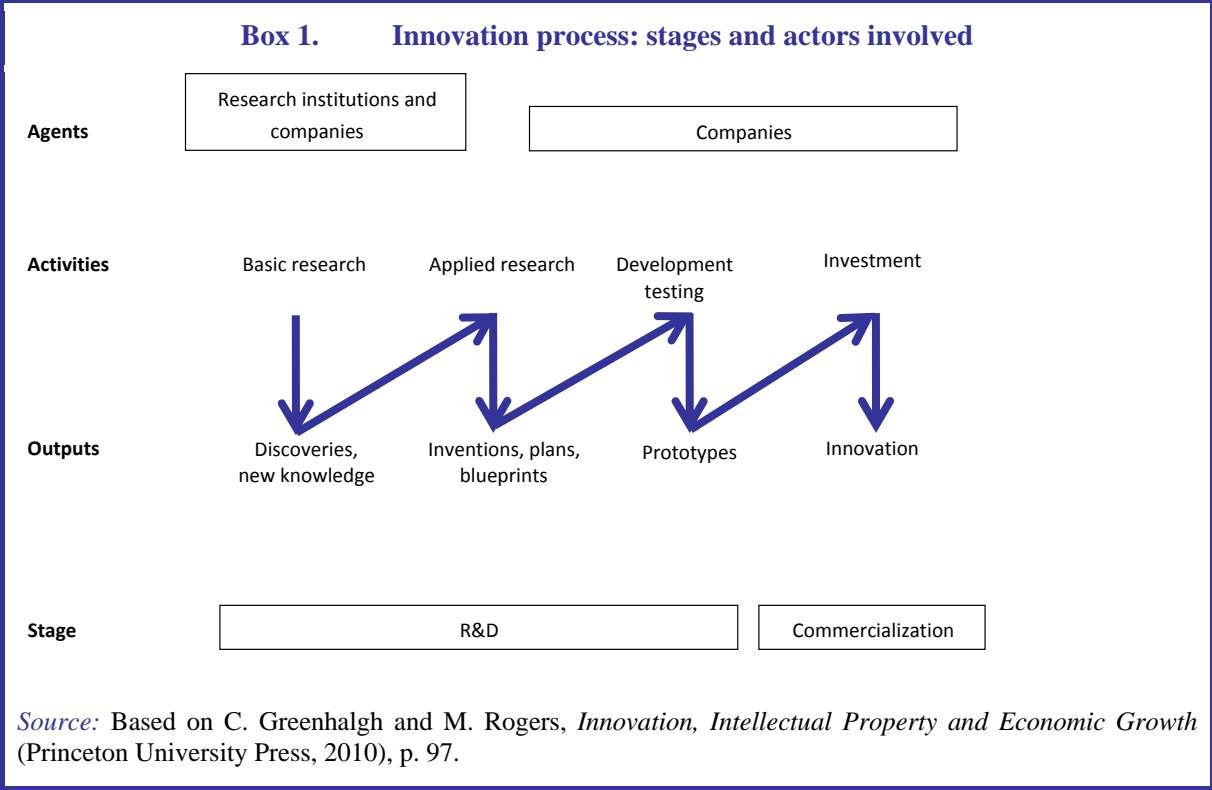 Box 1. Innovation process: stages and actors involved
Agents
Research institutions and
companies
Companies
Activities
Basic research
Applied research
Development
testing
Investment
Outputs
Discoveries,
new knowledge
Inventions, plans,
blueprints
Prototypes
Innovation
Stage
R&D
Commercialization
Source: Based on C. Greenhalgh and M. Rogers, Innovation, Intellectual Property and Economic Growth
(Princeton University Press, 2010), p. 97.